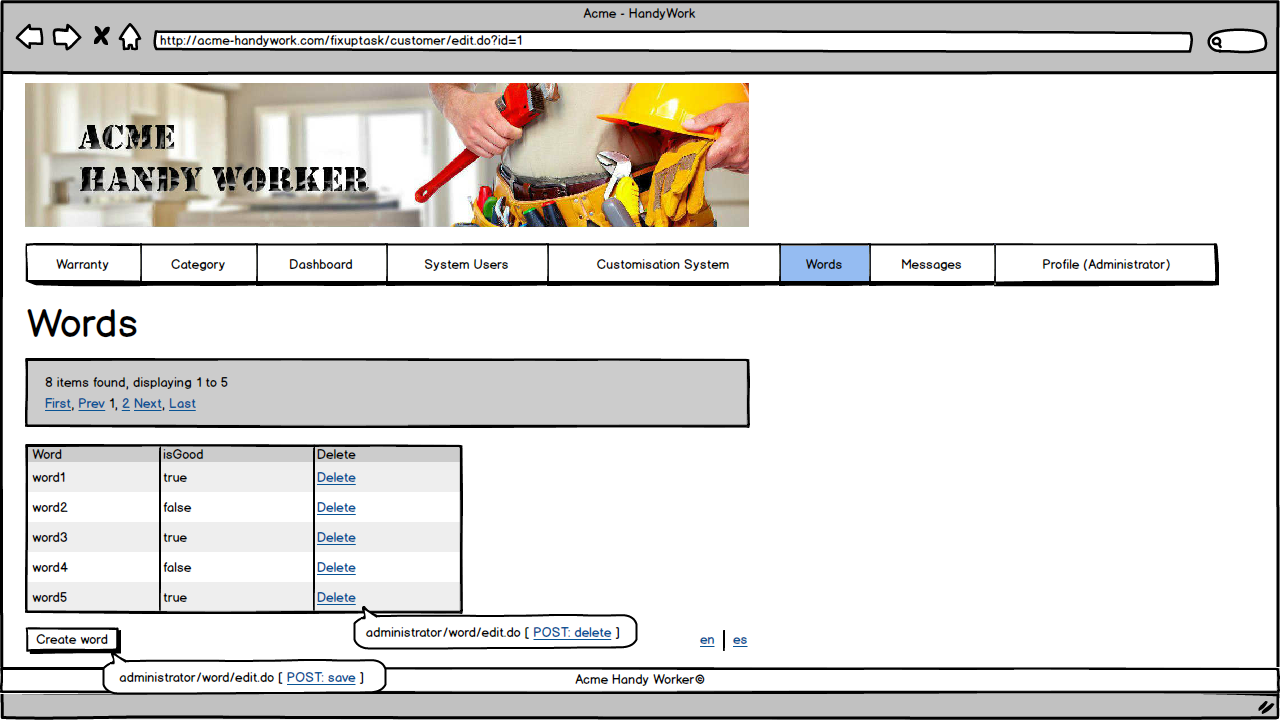 Acme - HandyWork
http://acme-handywork.com/fixuptask/customer/edit.do?id=1
ACME
HANDY WORKER
Warranty Category Dashboard System Users Customisation System Words Messages Profile (Administrator)
Words
8 items found, displaying 1 to 5
First, Prev 1, 2 Next, Last
Word isGood Delete
word1 true Delete
word2 false Delete
word3 true Delete
word4 false Delete
word5 true Delete
administrator/word/edit.do [ POST: delete ]
Create word
en es
administrator/word/edit.do [ POST: save ]
Acme Handy Worker©